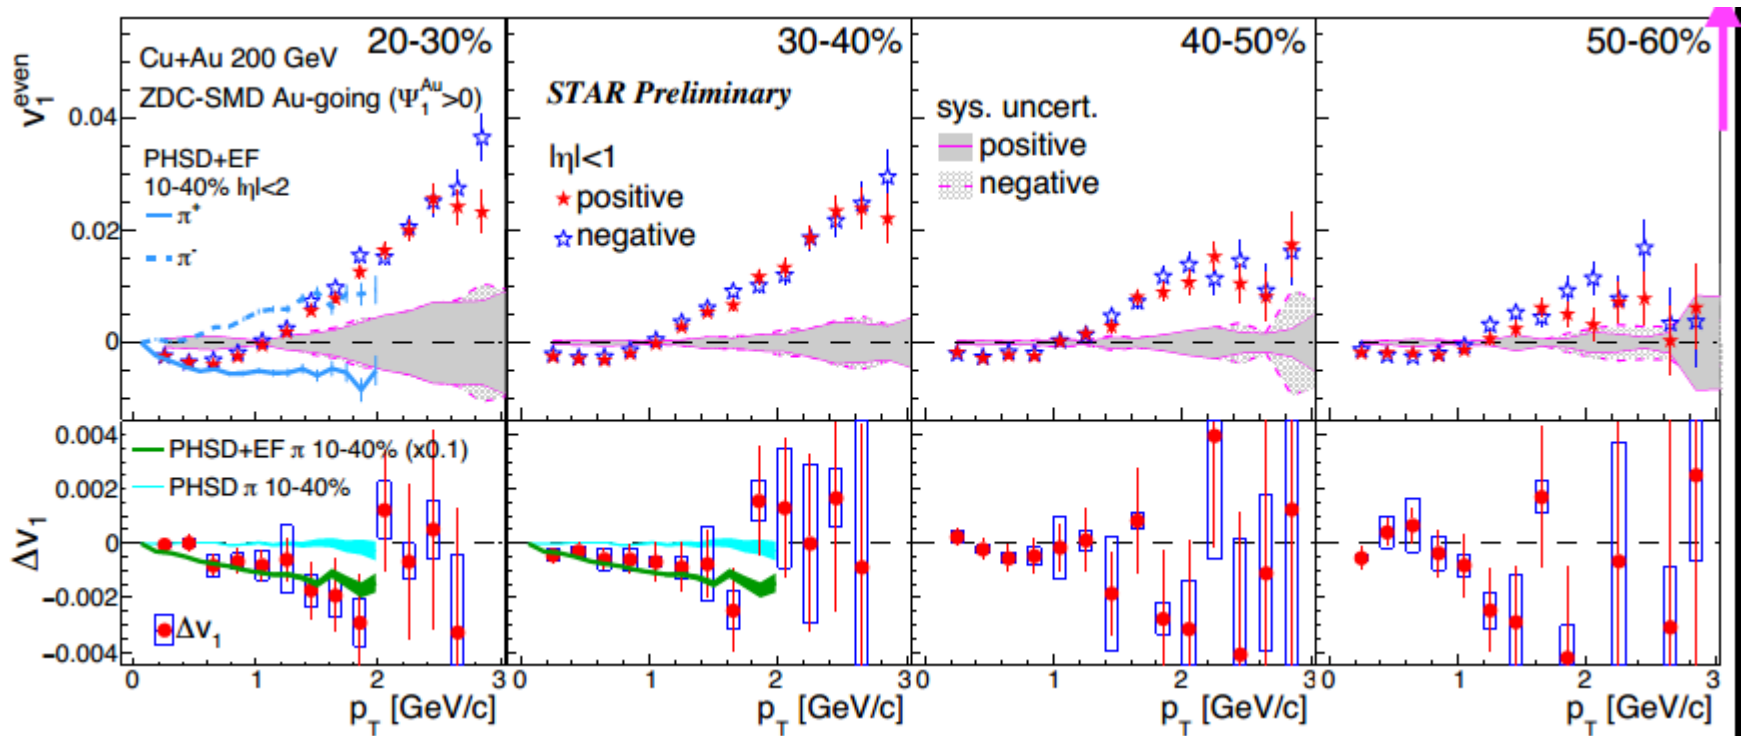 20-30%
Cu+Au 200 GeV
ZDC-SMD Au-going (Ψ₁ᴬᵘ>0)
PHSD+EF
10-40% |η|<2
π⁺
π⁻
v₁ᵉᵛᵉⁿ
0.04
0.02
0
30-40%
STAR Preliminary
|η|<1
positive
negative
40-50%
sys. uncert.
positive
negative
50-60%
Δv₁
0.004
0.002
0
−0.002
−0.004
PHSD+EF π 10-40% (x0.1)
PHSD π 10-40%
Δv₁
0 1 2 3 0 1 2 3 0 1 2 3 0 1 2 3
p_T [GeV/c] p_T [GeV/c] p_T [GeV/c] p_T [GeV/c]